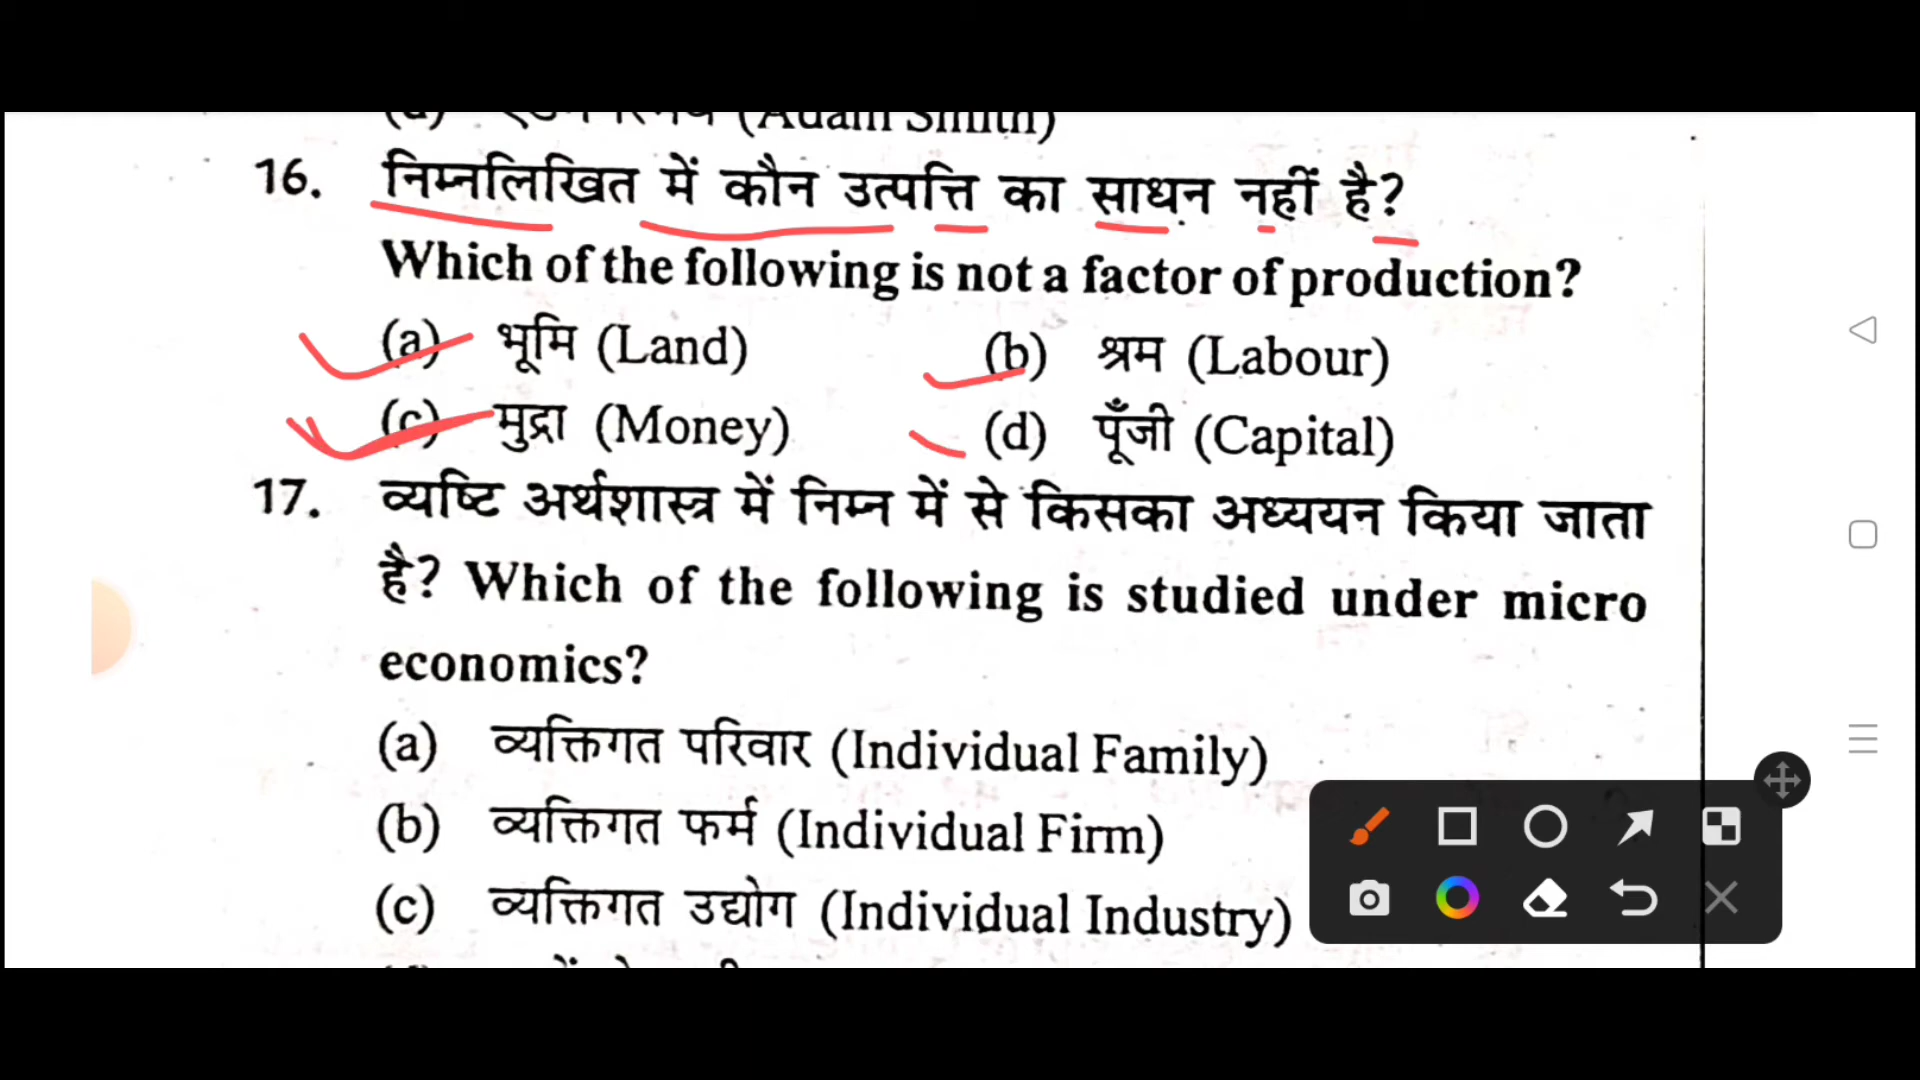 (Adam Smith)
16. निम्नलिखित में कौन उत्पत्ति का साधन नहीं है?
Which of the following is not a factor of production?
(a) भूमि (Land) (b) श्रम (Labour)
(c) मुद्रा (Money) (d) पूँजी (Capital)
17. व्यष्टि अर्थशास्त्र में निम्न में से किसका अध्ययन किया जाता
है? Which of the following is studied under micro
economics?
(a) व्यक्तिगत परिवार (Individual Family)
(b) व्यक्तिगत फर्म (Individual Firm)
(c) व्यक्तिगत उद्योग (Individual Industry)